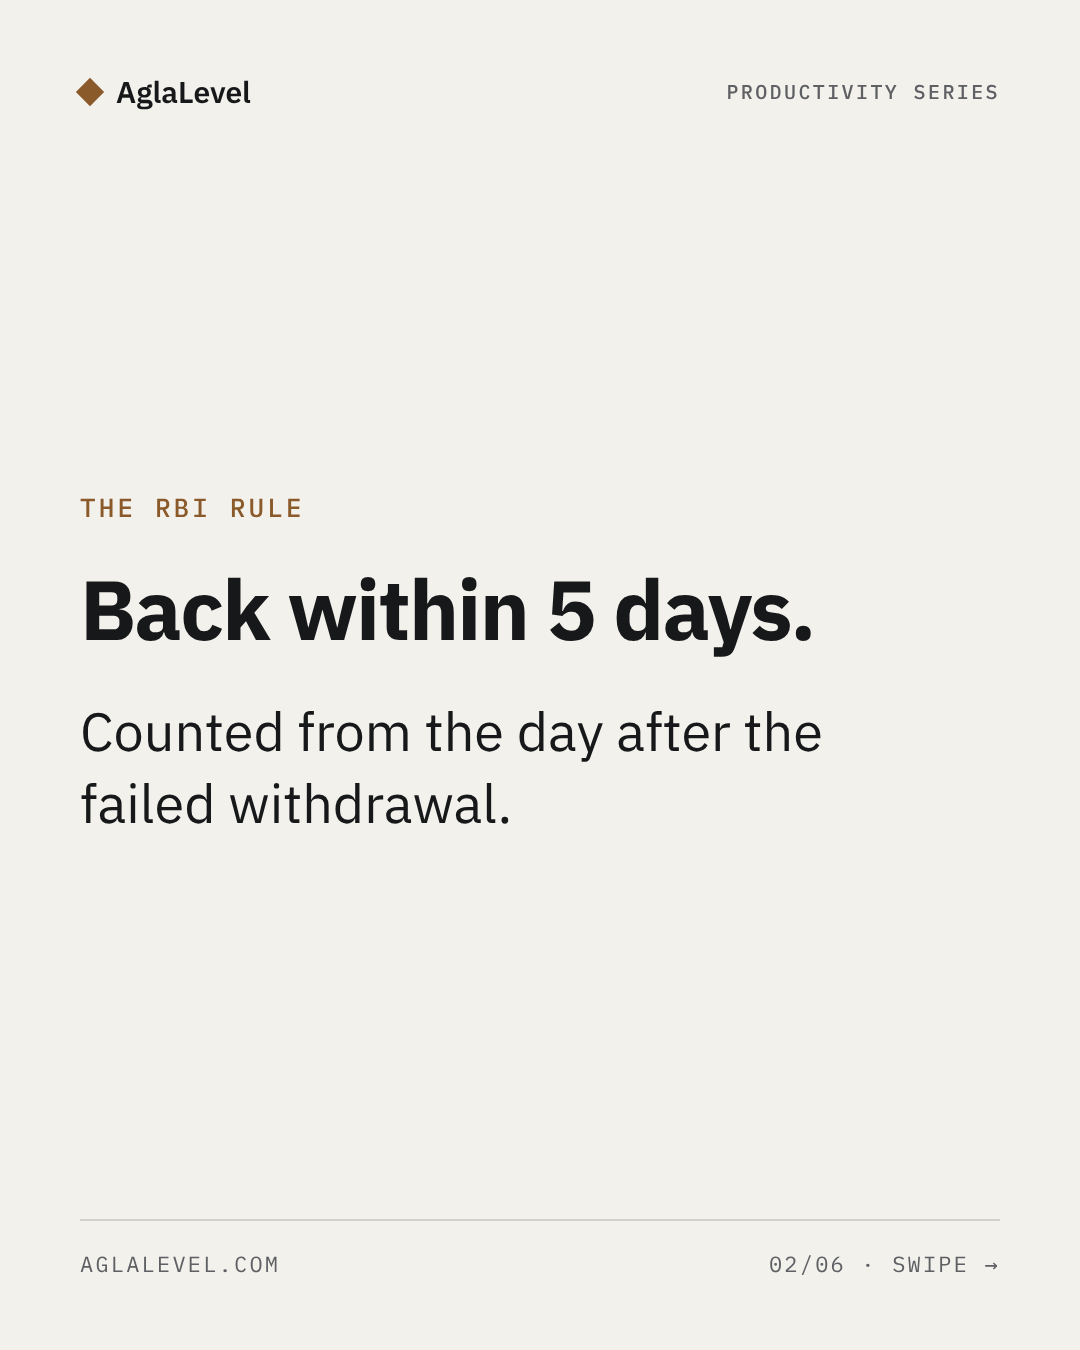 AglaLevel
PRODUCTIVITY SERIES
THE RBI RULE
Back within 5 days.
Counted from the day after the
failed withdrawal.
AGLALEVEL.COM
02/06 · SWIPE →